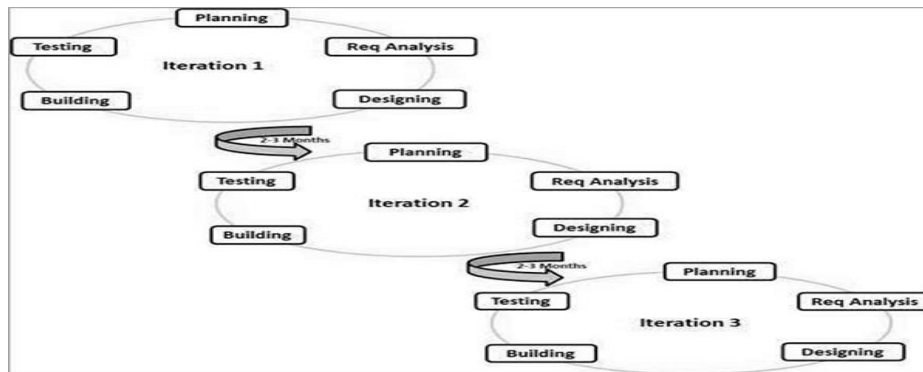 Planning
Testing
Req Analysis
Iteration 1
Building
Designing
2-3 Months
Planning
Testing
Req Analysis
Iteration 2
Building
Designing
2-3 Months
Planning
Testing
Req Analysis
Iteration 3
Building
Designing